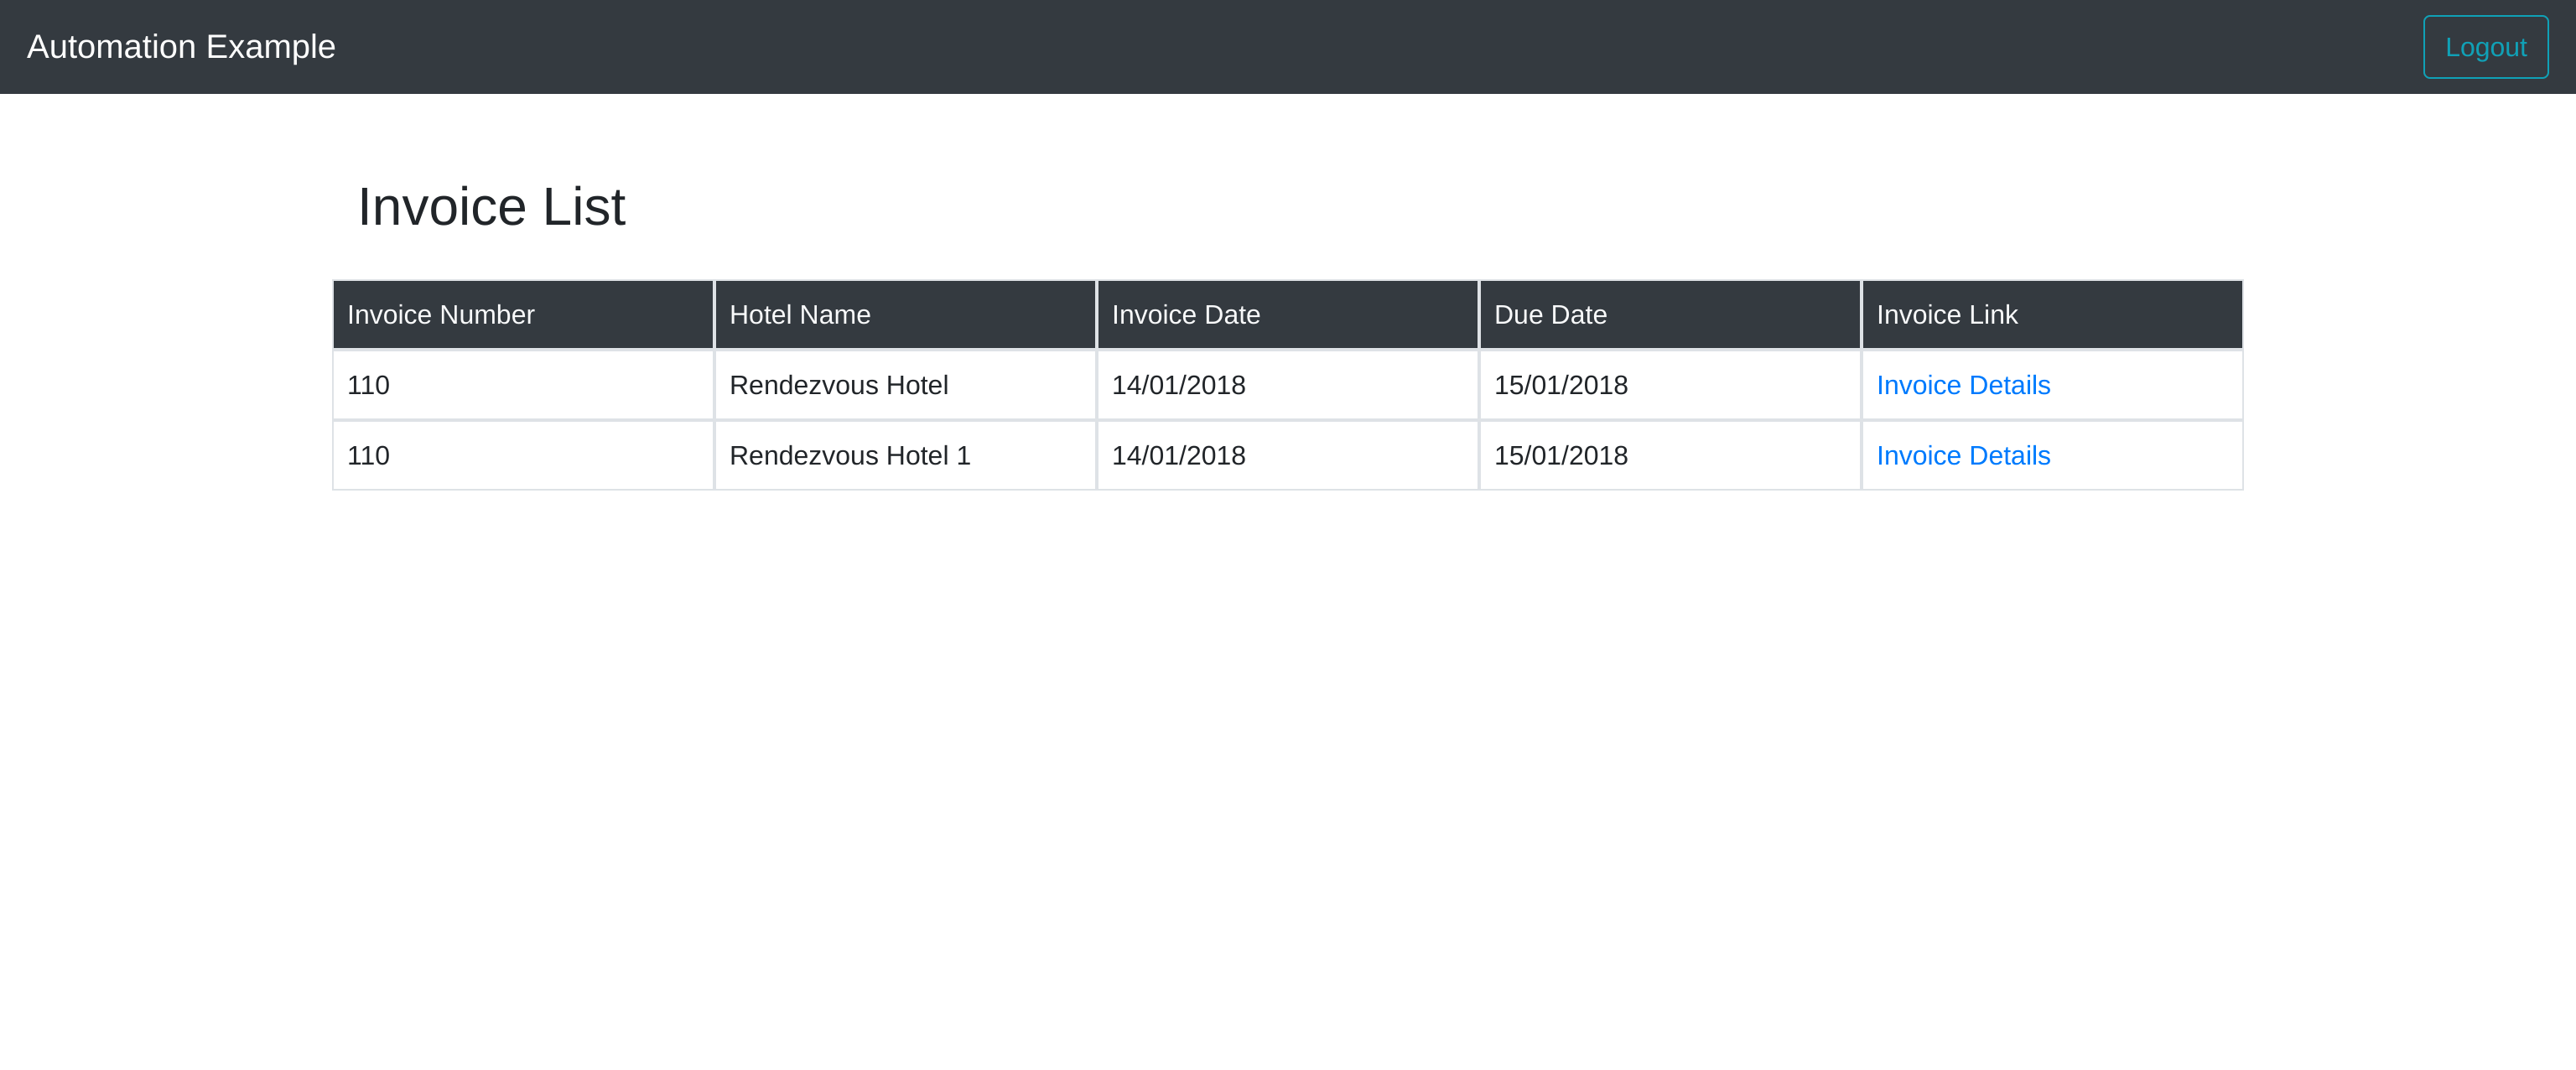 Automation Example Logout
Invoice List
Invoice Number Hotel Name Invoice Date Due Date Invoice Link
110 Rendezvous Hotel 14/01/2018 15/01/2018 Invoice Details
110 Rendezvous Hotel 1 14/01/2018 15/01/2018 Invoice Details